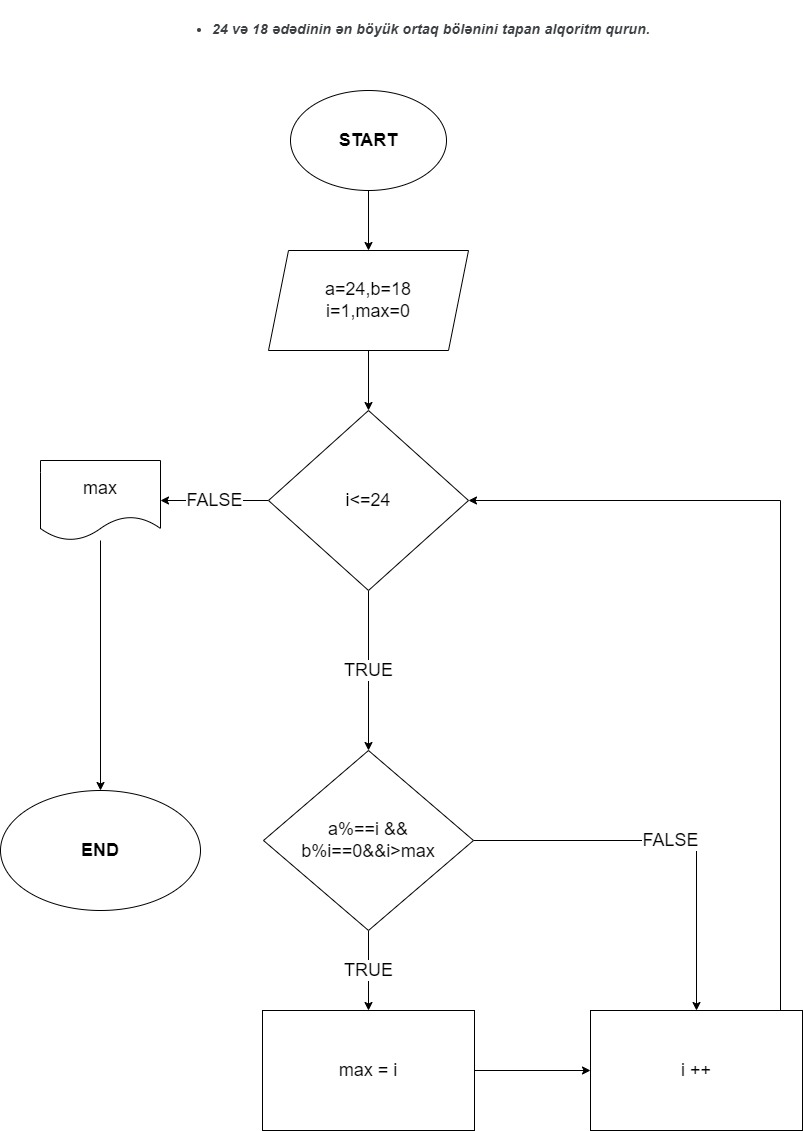 • 24 və 18 ədədinin ən böyük ortaq bölənini tapan alqoritm qurun.
START
a=24,b=18
i=1,max=0
i<=24
FALSE
max
TRUE
a%==i &&
b%i==0&&i>max
FALSE
END
TRUE
max = i
i ++